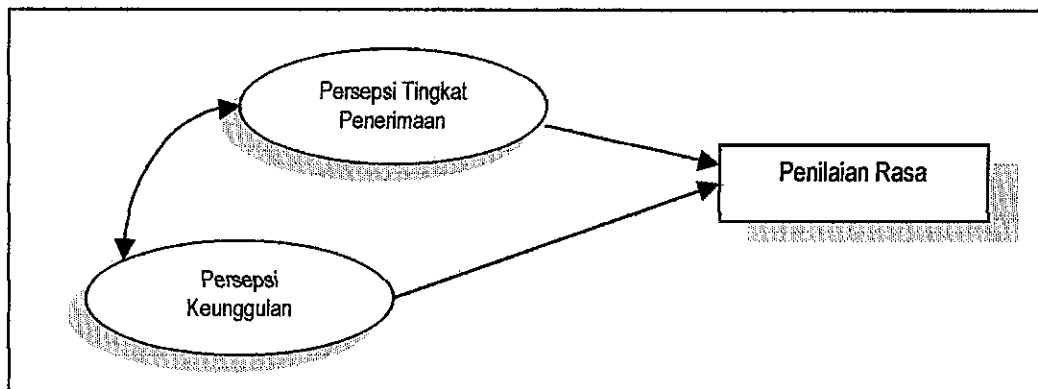 Persepsi Tingkat
Penerimaan
Penilaian Rasa
Persepsi
Keunggulan